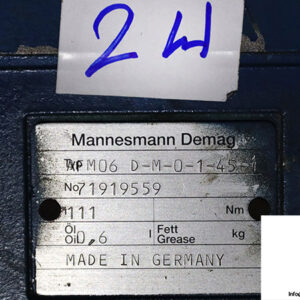 2 W
Mannesmann Demag
Typ M06 D-M-0-1-45-
No 71919559
i 111 Nm
Öl
Oil 0,6 l Fett
Grease kg
MADE IN GERMANY
Info